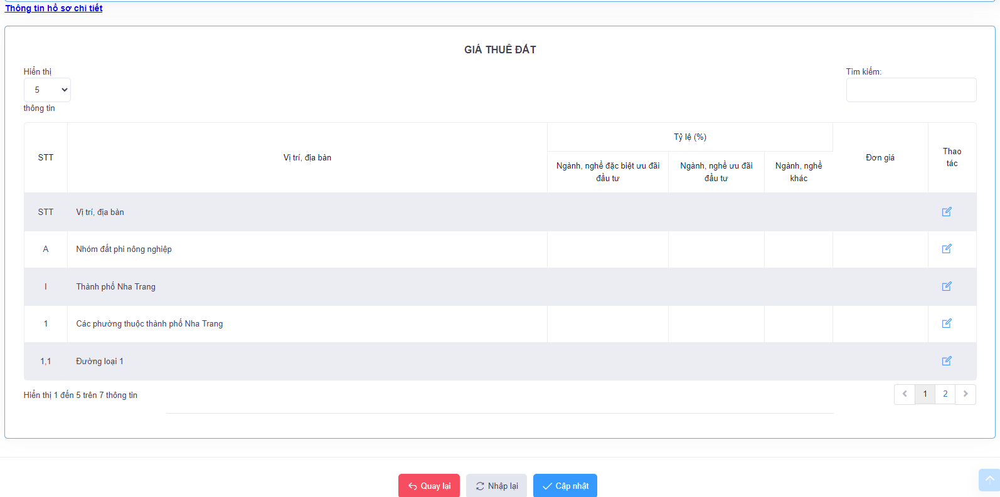 Thông tin hồ sơ chi tiết
GIÁ THUÊ ĐẤT
Hiển thị
5
thông tin
Tìm kiếm:
STT
Vị trí, địa bàn
Tỷ lệ (%)
Ngành, nghề đặc biệt ưu đãi
đầu tư
Ngành, nghề ưu đãi
đầu tư
Ngành, nghề
khác
Đơn giá
Thao
tác
STT Vị trí, địa bàn
A Nhóm đất phi nông nghiệp
I Thành phố Nha Trang
1 Các phường thuộc thành phố Nha Trang
1,1 Đường loại 1
Hiển thị 1 đến 5 trên 7 thông tin
1 2
Quay lại Nhập lại Cập nhật